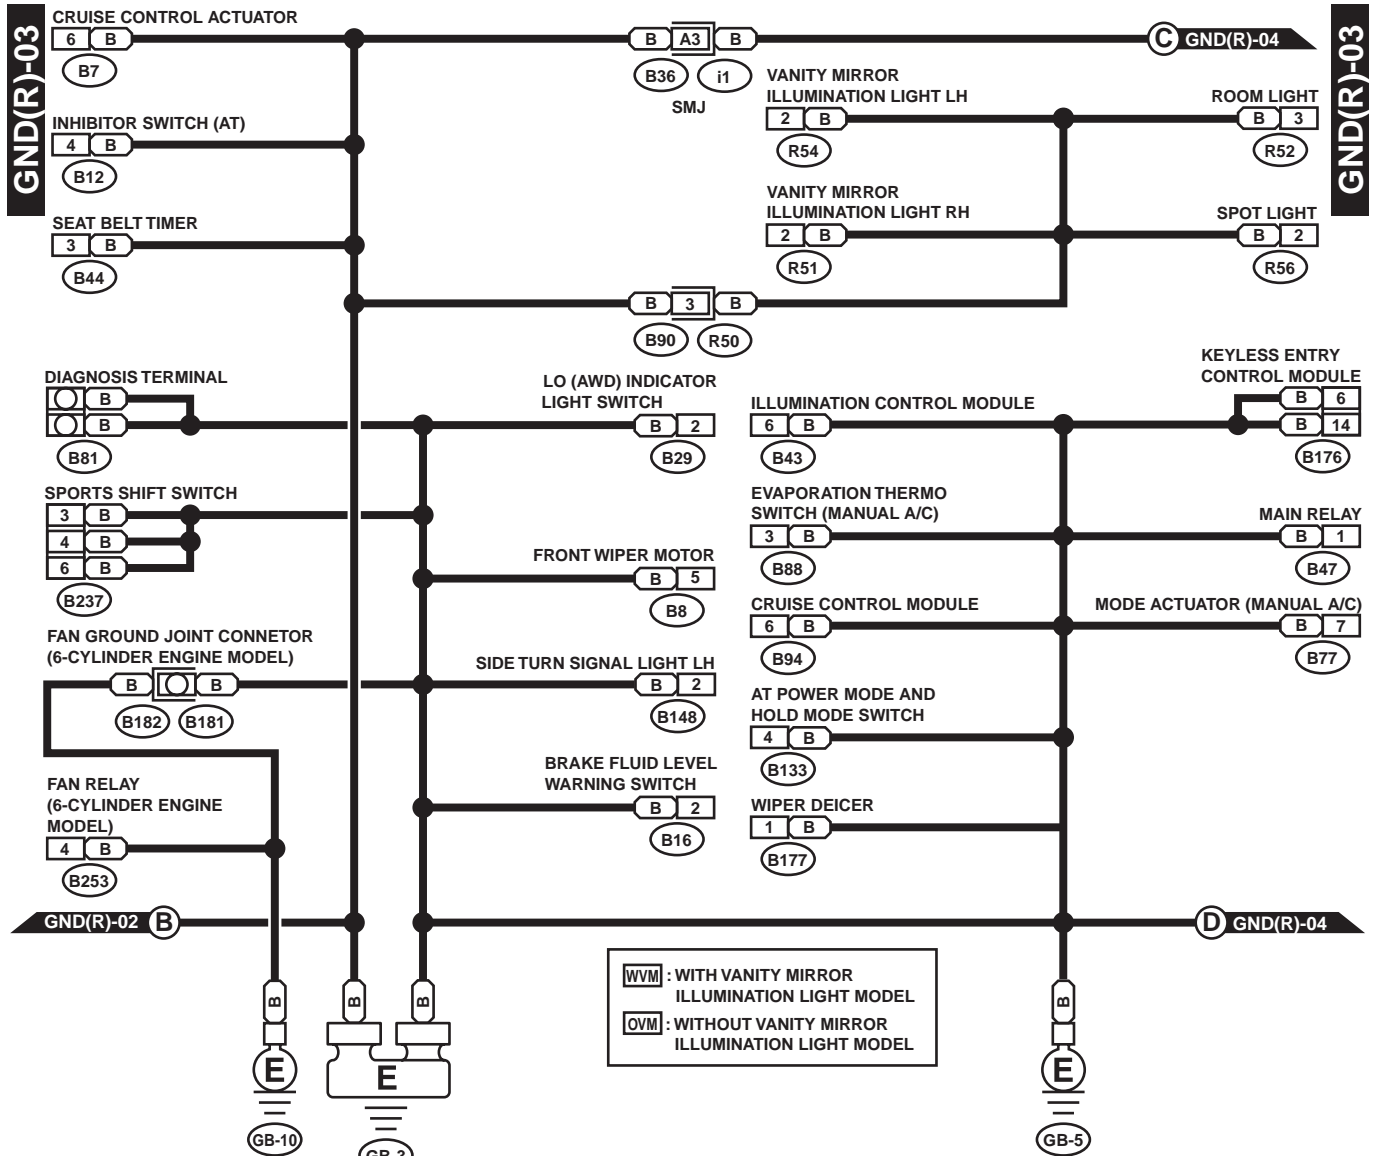 GND(R)-03
GND(R)-03
CRUISE CONTROL ACTUATOR
6 B
B7
B A3 B
B36 i1
SMJ
C GND(R)-04
INHIBITOR SWITCH (AT)
4 B
B12
VANITY MIRROR
ILLUMINATION LIGHT LH
2 B
R54
ROOM LIGHT
B 3
R52
SEAT BELT TIMER
3 B
B44
VANITY MIRROR
ILLUMINATION LIGHT RH
2 B
R51
SPOT LIGHT
B 2
R56
B 3 B
B90 R50
DIAGNOSIS TERMINAL
B
B
B81
LO (AWD) INDICATOR
LIGHT SWITCH
B 2
B29
ILLUMINATION CONTROL MODULE
6 B
B43
KEYLESS ENTRY
CONTROL MODULE
B 6
B 14
B176
SPORTS SHIFT SWITCH
3 B
4 B
6 B
B237
EVAPORATION THERMO
SWITCH (MANUAL A/C)
3 B
B88
MAIN RELAY
B 1
B47
FRONT WIPER MOTOR
B 5
B8
CRUISE CONTROL MODULE
6 B
B94
MODE ACTUATOR (MANUAL A/C)
B 7
B77
FAN GROUND JOINT CONNETOR
(6-CYLINDER ENGINE MODEL)
B B
B182 B181
SIDE TURN SIGNAL LIGHT LH
B 2
B148
AT POWER MODE AND
HOLD MODE SWITCH
4 B
B133
FAN RELAY
(6-CYLINDER ENGINE
MODEL)
4 B
B253
BRAKE FLUID LEVEL
WARNING SWITCH
B 2
B16
WIPER DEICER
1 B
B177
GND(R)-02 B
D GND(R)-04
WVM : WITH VANITY MIRROR
ILLUMINATION LIGHT MODEL
OVM : WITHOUT VANITY MIRROR
ILLUMINATION LIGHT MODEL
B B B B
E E E
GB-10 GB-3 GB-5